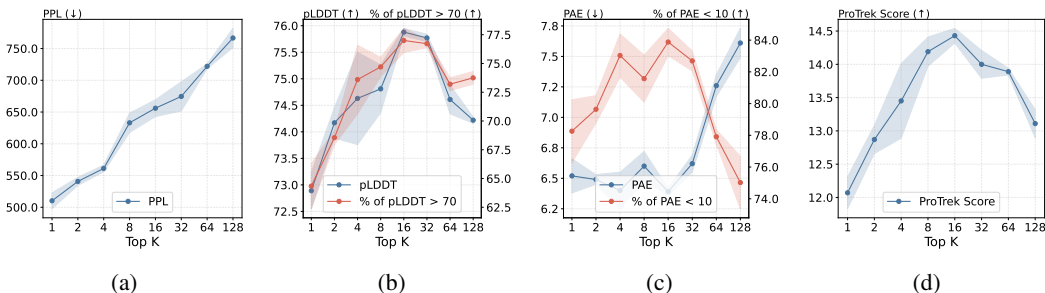 PPL (↓)
750.0
700.0
650.0
600.0
550.0
500.0
PPL
1 2 4 8 16 32 64 128
Top K
(a)
pLDDT (↑) % of pLDDT > 70 (↑)
76.0
75.5
75.0
74.5
74.0
73.5
73.0
72.5
77.5
75.0
72.5
70.0
67.5
65.0
62.5
pLDDT
% of pLDDT > 70
1 2 4 8 16 32 64 128
Top K
(b)
PAE (↓) % of PAE < 10 (↑)
7.8
7.5
7.2
7.0
6.8
6.5
6.2
84.0
82.0
80.0
78.0
76.0
74.0
PAE
% of PAE < 10
1 2 4 8 16 32 64 128
Top K
(c)
ProTrek Score (↑)
14.5
14.0
13.5
13.0
12.5
12.0
ProTrek Score
1 2 4 8 16 32 64 128
Top K
(d)